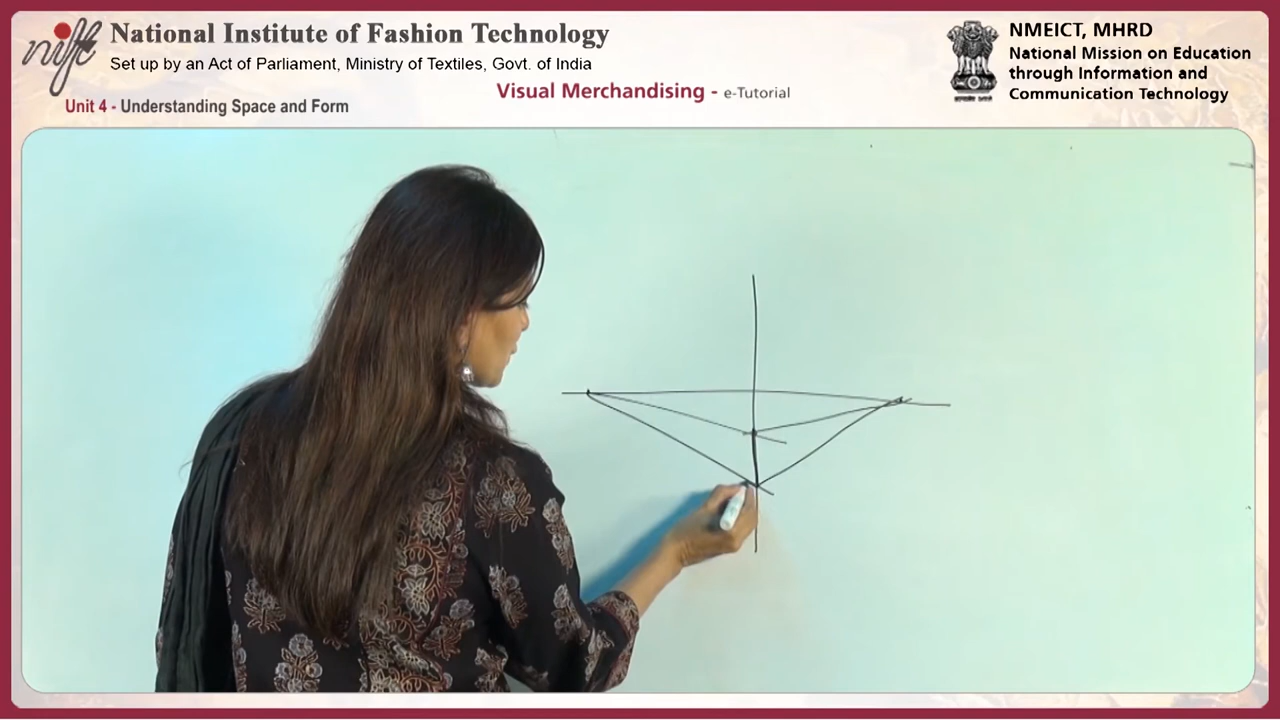 nift
National Institute of Fashion Technology
Set up by an Act of Parliament, Ministry of Textiles, Govt. of India
Unit 4 - Understanding Space and Form
Visual Merchandising - e-Tutorial
NMEICT, MHRD
National Mission on Education
through Information and
Communication Technology